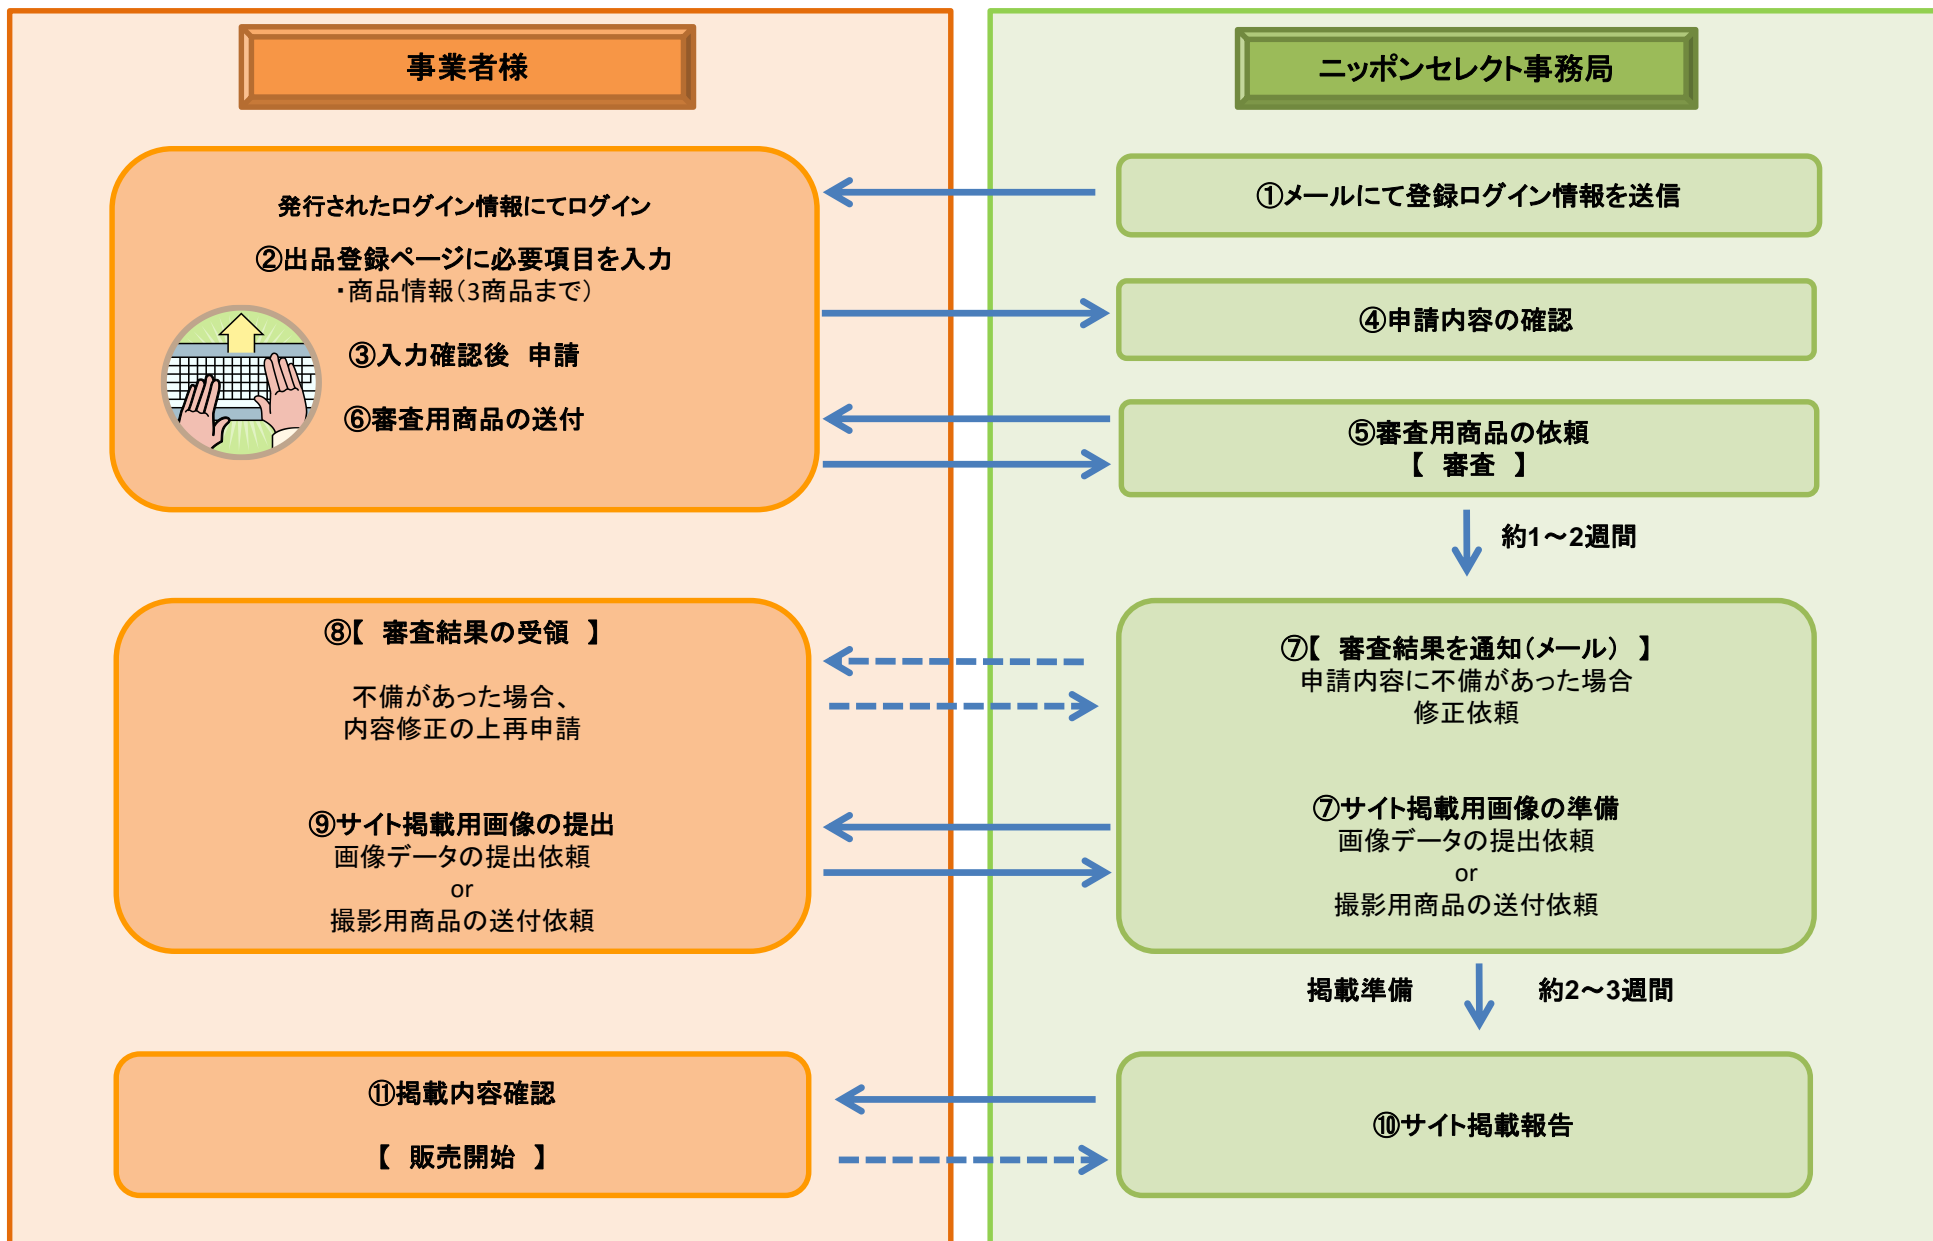 事業者様
発行されたログイン情報にてログイン
②出品登録ページに必要項目を入力
・商品情報（3商品まで）
③入力確認後　申請
⑥審査用商品の送付
⑧【　審査結果の受領　】
不備があった場合、
内容修正の上再申請
⑨サイト掲載用画像の提出
画像データの提出依頼
or
撮影用商品の送付依頼
⑪掲載内容確認
【　販売開始　】
ニッポンセレクト事務局
①メールにて登録ログイン情報を送信
④申請内容の確認
⑤審査用商品の依頼
【　審査　】
約1～2週間
⑦【　審査結果を通知（メール）　】
申請内容に不備があった場合
修正依頼
⑦サイト掲載用画像の準備
画像データの提出依頼
or
撮影用商品の送付依頼
掲載準備　約2～3週間
⑩サイト掲載報告